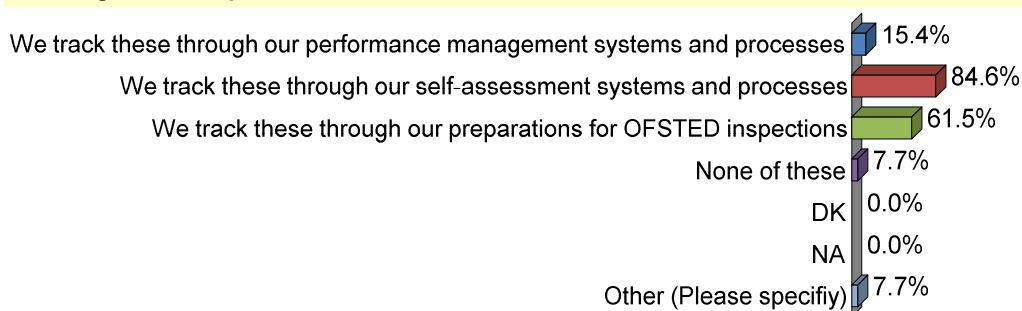 We track these through our performance management systems and processes 15.4%
We track these through our self-assessment systems and processes 84.6%
We track these through our preparations for OFSTED inspections 61.5%
None of these 7.7%
DK 0.0%
NA 0.0%
Other (Please specifiy) 7.7%